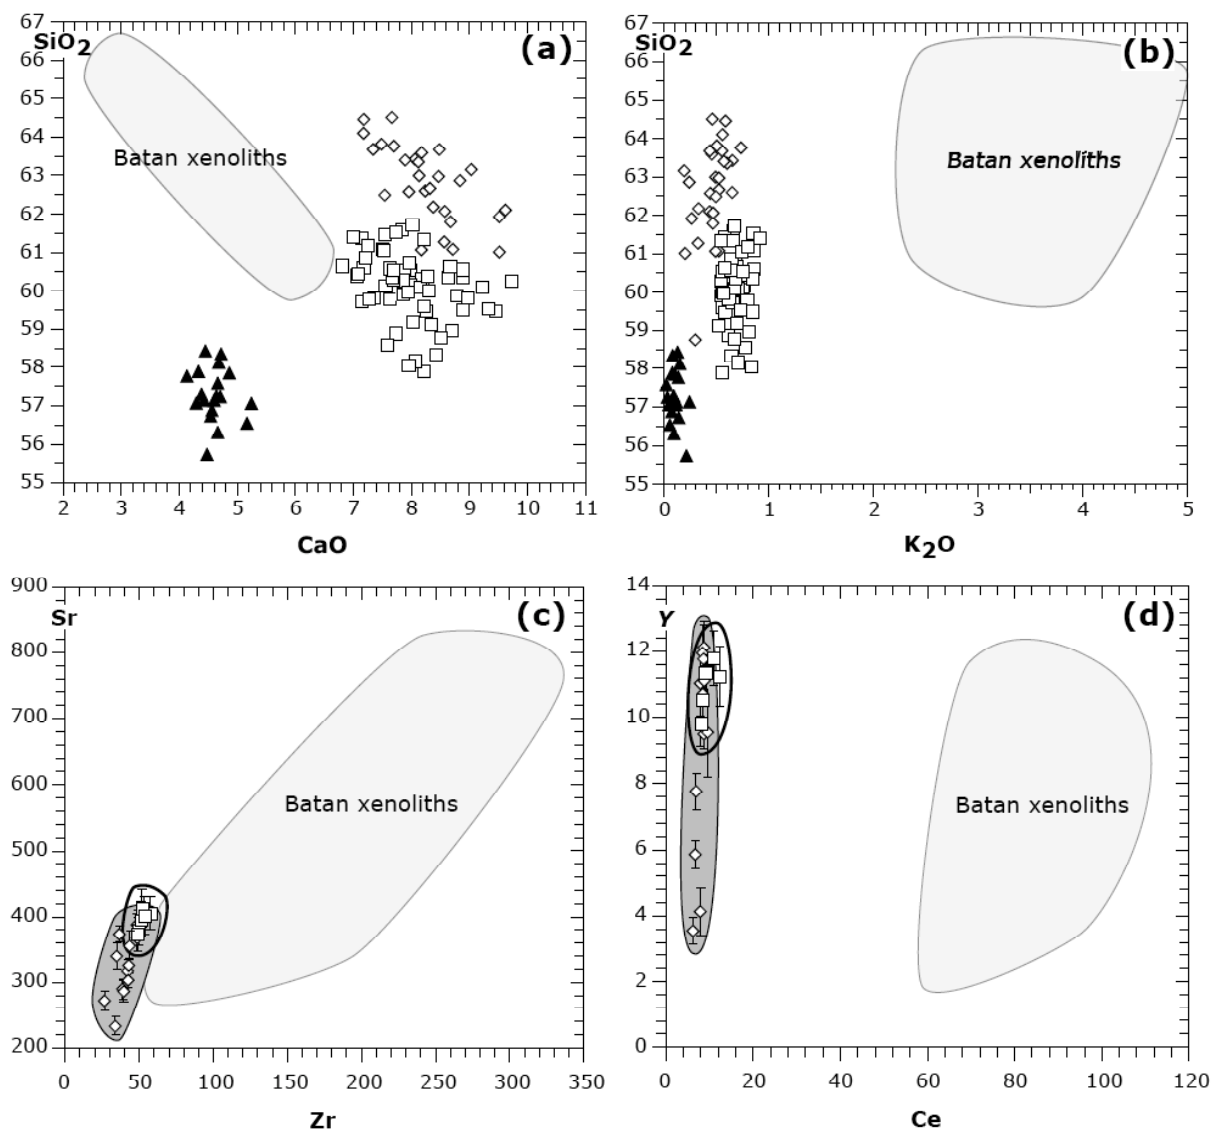 67
66
65
64
63
62
61
60
59
58
57
56
55
SiO2
(a)
Batan xenoliths
2 3 4 5 6 7 8 9 10 11
CaO
67
66
65
64
63
62
61
60
59
58
57
56
55
SiO2
(b)
Batan xenoliths
0 1 2 3 4 5
K2O
900
800
700
600
500
400
300
200
Sr
(c)
Batan xenoliths
0 50 100 150 200 250 300 350
Zr
14
12
10
8
6
4
2
0
Y
(d)
Batan xenoliths
0 20 40 60 80 100 120
Ce